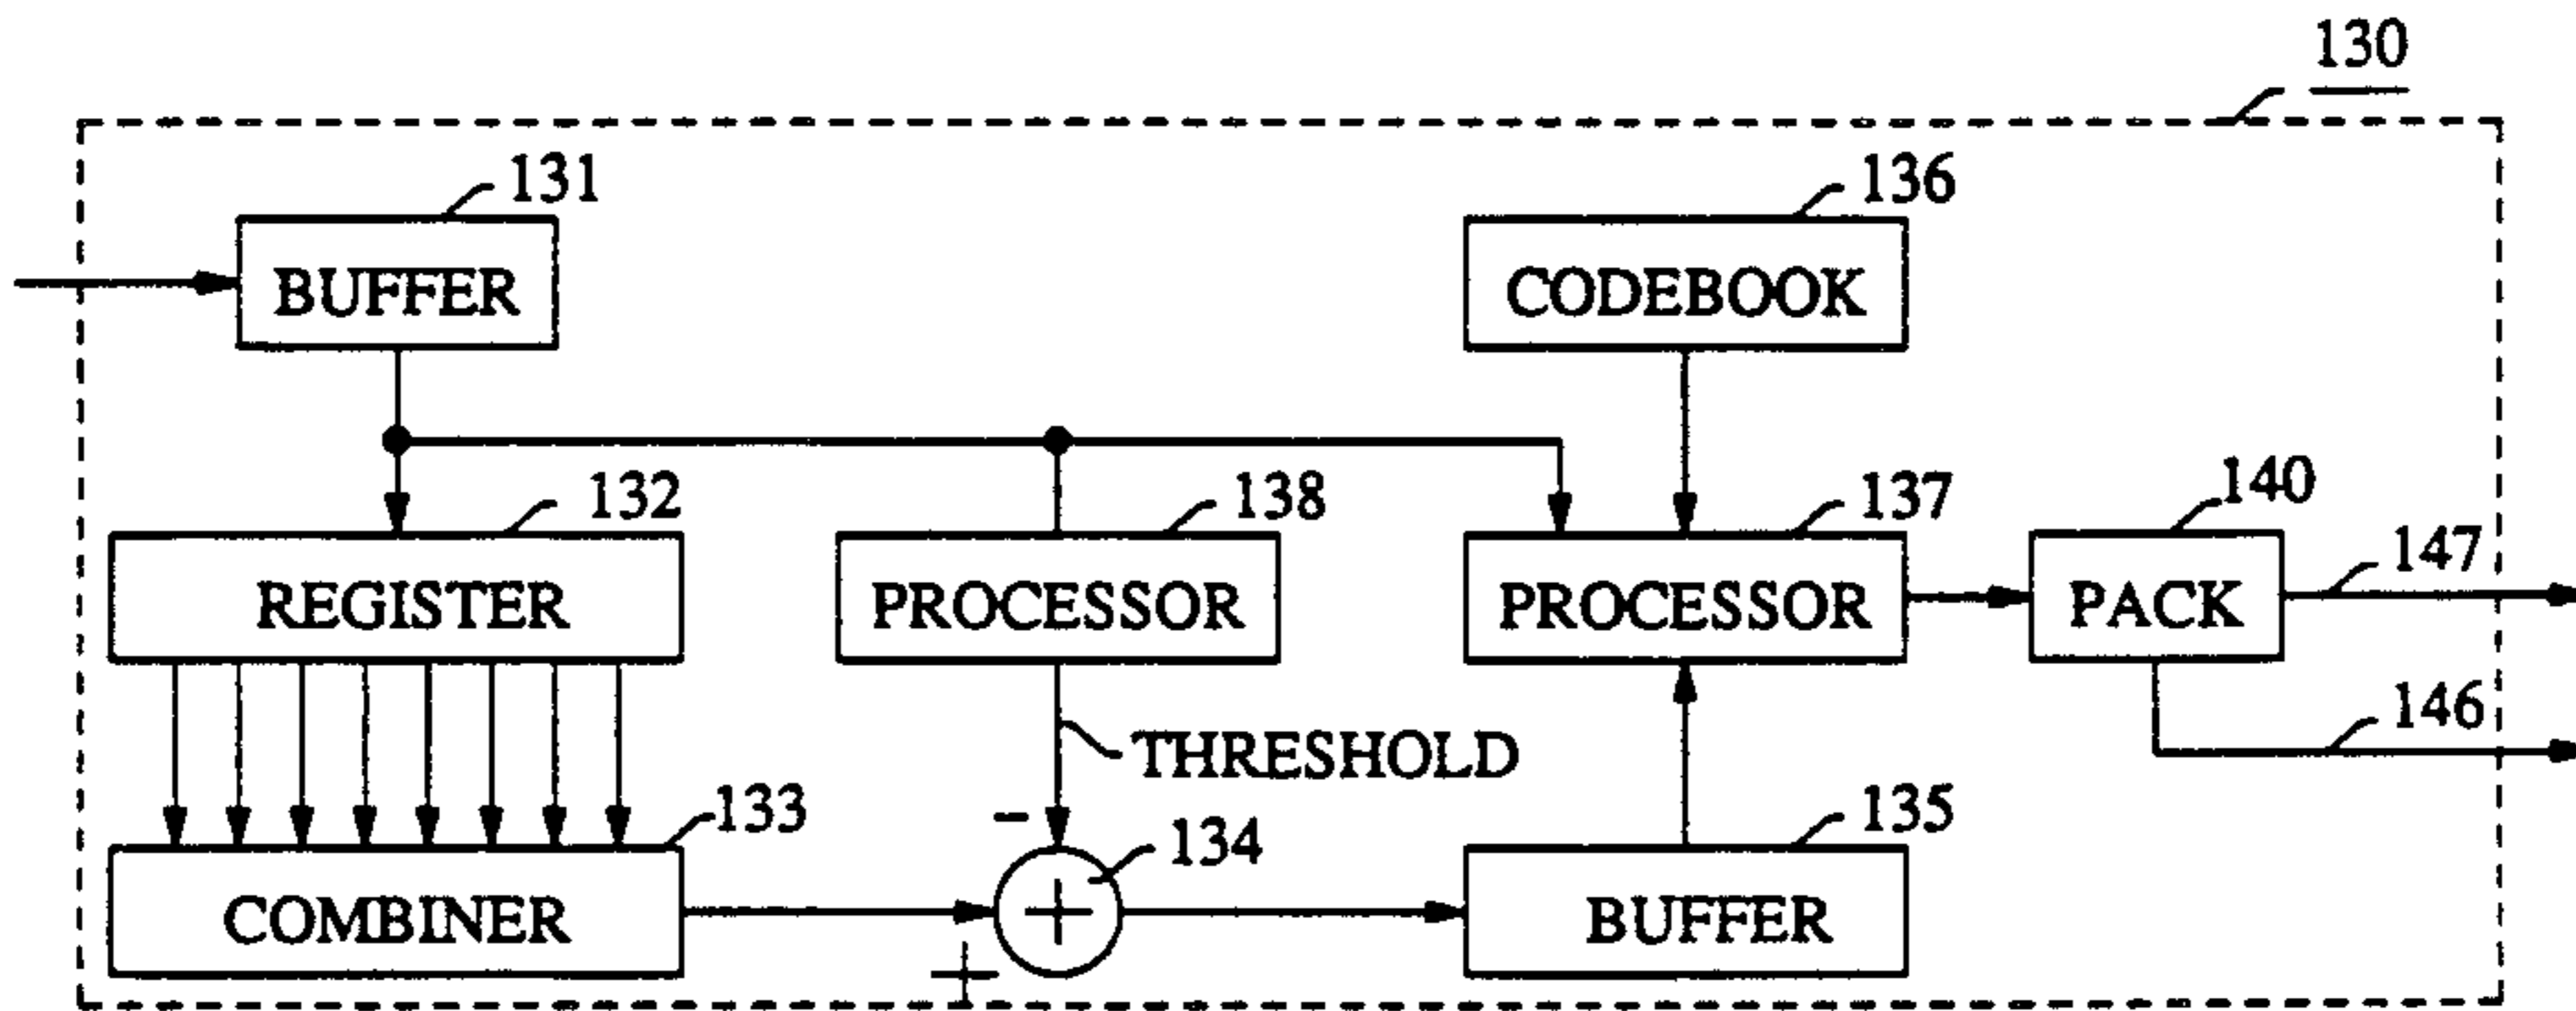 130
131
136
BUFFER
CODEBOOK
132
138
137
140
147
REGISTER
PROCESSOR
PROCESSOR
PACK
146
THRESHOLD
133
-
134
135
COMBINER
+
BUFFER
+